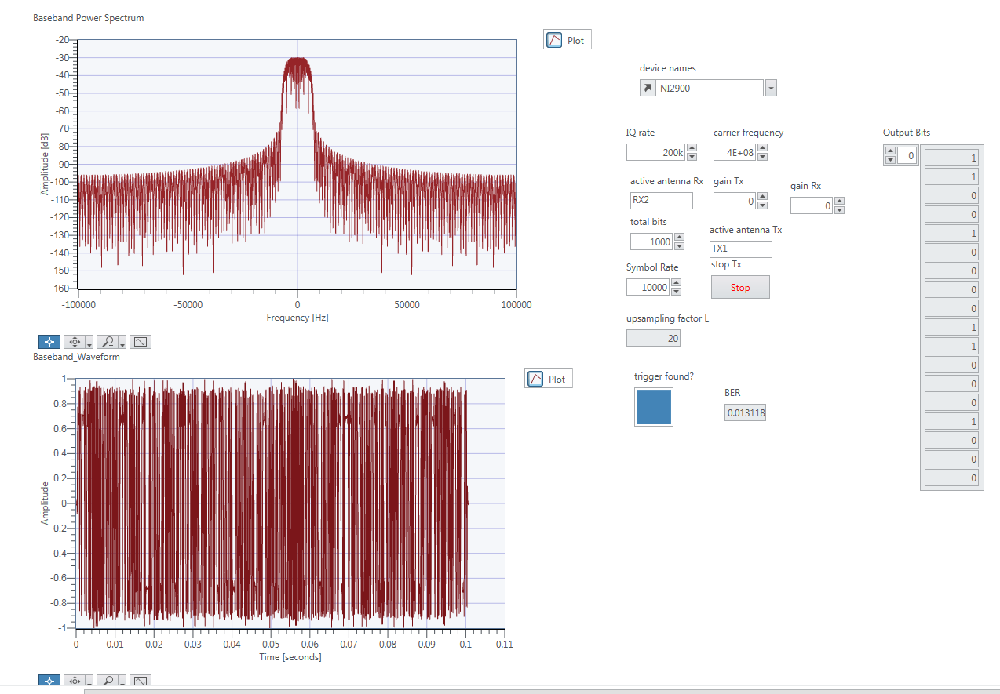 Baseband Power Spectrum
Plot
-20
-30
-40
-50
-60
-70
-80
-90
-100
-110
-120
-130
-140
-150
-160
Amplitude [dB]
-100000 -50000 0 50000 100000
Frequency [Hz]
Baseband_Waveform
Plot
1
0.8
0.6
0.4
0.2
0
-0.2
-0.4
-0.6
-0.8
-1
Amplitude
0 0.01 0.02 0.03 0.04 0.05 0.06 0.07 0.08 0.09 0.1 0.11
Time [seconds]
device names
NI2900
IQ rate
200k
carrier frequency
4E+08
active antenna Rx
RX2
gain Tx
0
gain Rx
0
total bits
1000
active antenna Tx
TX1
Symbol Rate
10000
stop Tx
Stop
upsampling factor L
20
trigger found?
BER
0.013118
Output Bits
0
1
1
0
0
1
0
0
0
0
1
1
0
0
0
1
0
0
0